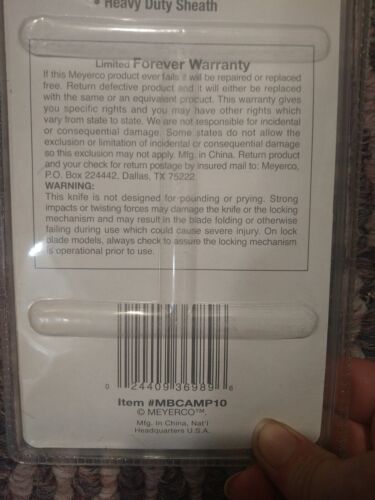 • Heavy Duty Sheath
Limited Forever Warranty
If this Meyerco product ever fails it will be repaired or replaced
free. Return defective product and it will either be replaced
with the same or an equivalent product. This warranty gives
you specific rights and you may have other rights which
vary from state to state. We are not responsible for incidental
or consequential damage. Some states do not allow the
exclusion or limitation of incidental or consequential damage
so this exclusion may not apply. Mfg. in China. Return product
and your check for return postage by insured mail to: Meyerco,
P.O. Box 224442, Dallas, TX 75222.
WARNING:
This knife is not designed for pounding or prying. Strong
impacts or twisting forces may damage the knife or the locking
mechanism and may result in the blade folding or otherwise
failing during use which could cause severe injury. On lock
blade models, always check to assure the locking mechanism
is operational prior to use.
0 24409 36989 6
Item #MBCAMP10
© MEYERCO™.
Mfg. in China, Nat'l
Headquarters U.S.A.